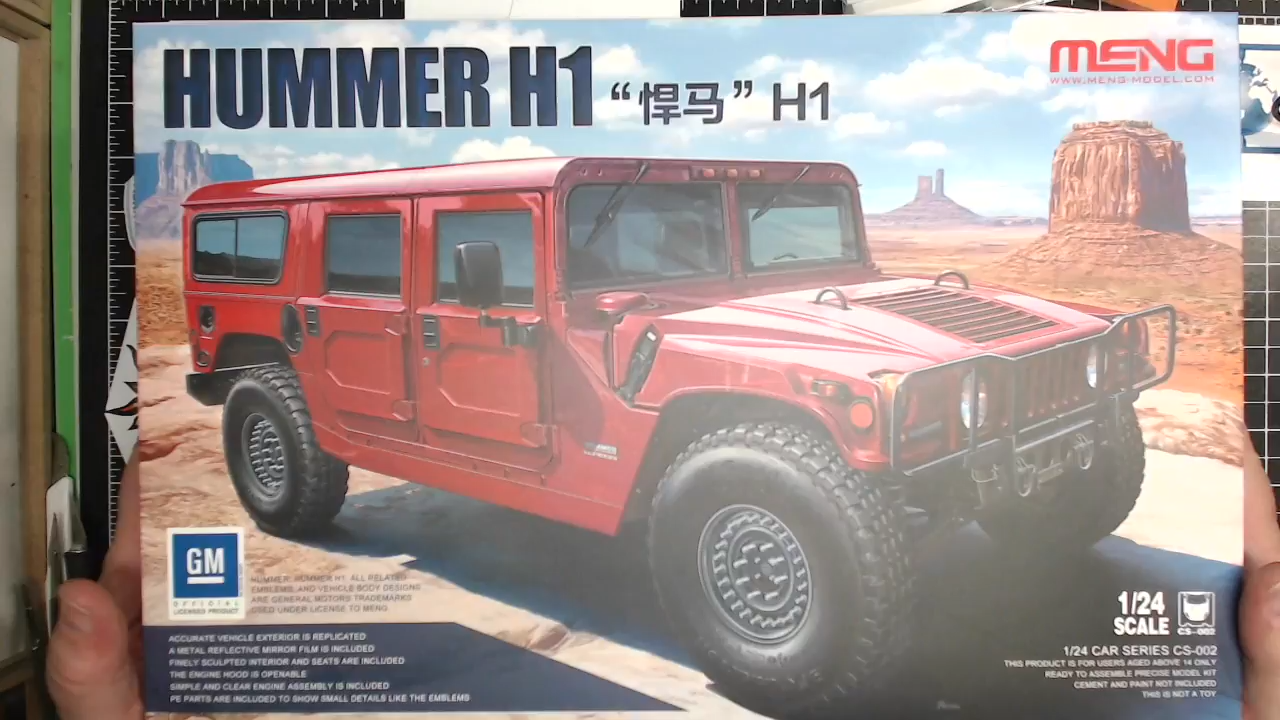 HUMMER H1 “悍马” H1
MENG
WWW.MENG-MODEL.COM
GM
OFFICIAL
LICENSED PRODUCT
HUMMER, HUMMER H1, ALL RELATED
EMBLEMS, AND VEHICLE BODY DESIGNS
ARE GENERAL MOTORS TRADEMARKS
USED UNDER LICENSE TO MENG
ACCURATE VEHICLE EXTERIOR IS REPLICATED
A METAL REFLECTIVE MIRROR FILM IS INCLUDED
FINELY SCULPTED INTERIOR AND SEATS ARE INCLUDED
THE ENGINE HOOD IS OPENABLE
SIMPLE AND CLEAR ENGINE ASSEMBLY IS INCLUDED
PE PARTS ARE INCLUDED TO SHOW SMALL DETAILS LIKE THE EMBLEMS
1/24
SCALE
CS-002
1/24 CAR SERIES CS-002
THIS PRODUCT IS FOR USERS AGED ABOVE 14 ONLY
READY TO ASSEMBLE PRECISE MODEL KIT
CEMENT AND PAINT NOT INCLUDED
THIS IS NOT A TOY